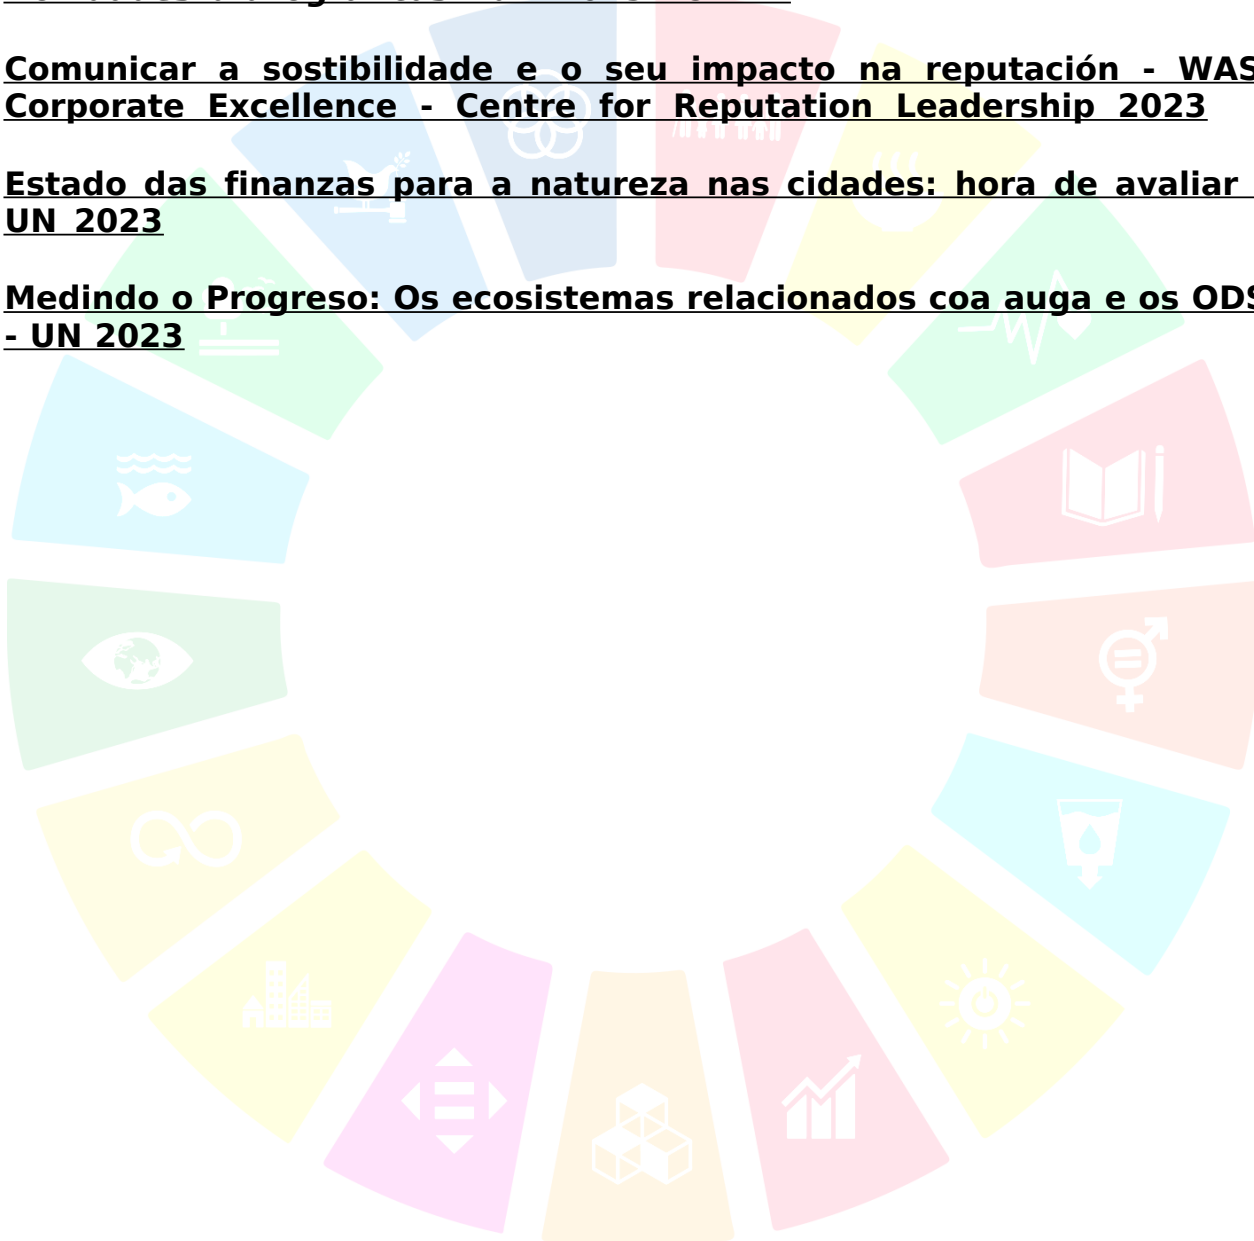 Comunicar a sostibilidade e o seu impacto na reputación - WAS
Corporate Excellence - Centre for Reputation Leadership 2023
Estado das finanzas para a natureza nas cidades: hora de avaliar
UN 2023
Medindo o Progreso: Os ecosistemas relacionados coa auga e os ODS
- UN 2023